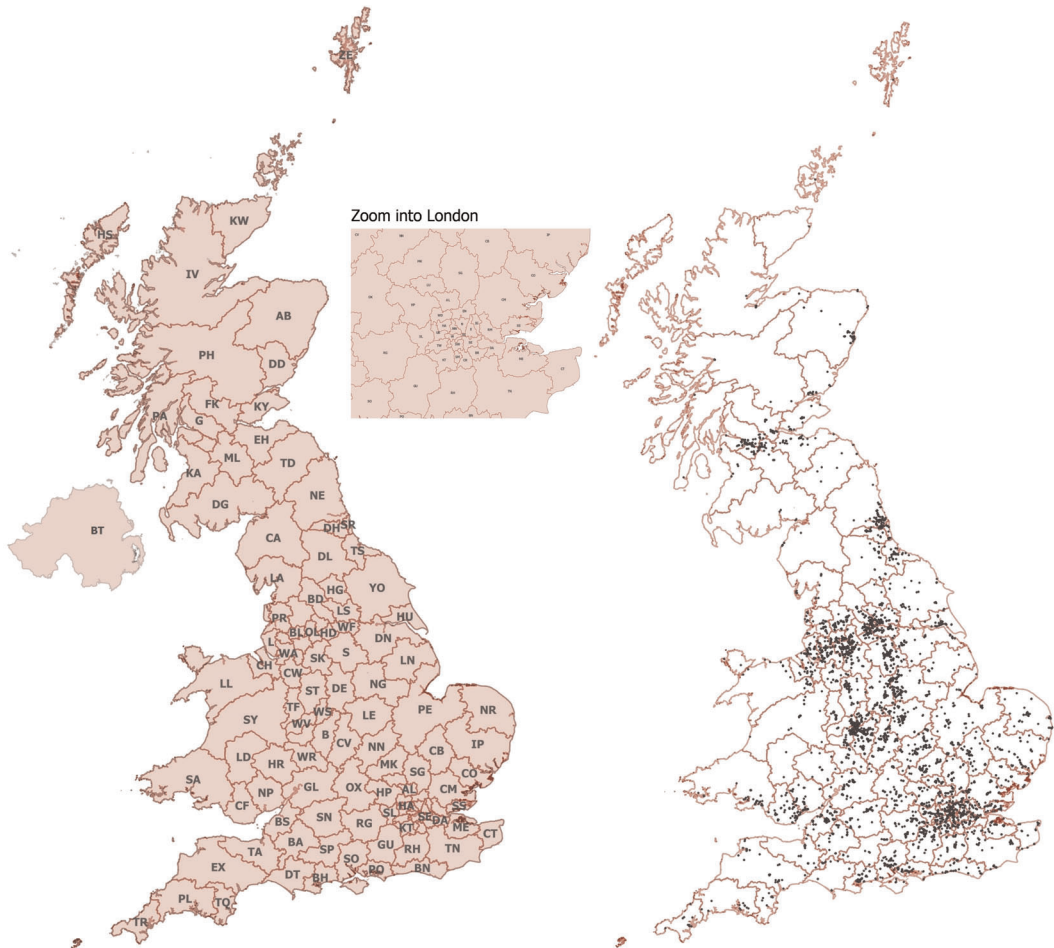 ZE
Zoom into London
KW
HS
IV
AB
PH
DD
FK
KY
PA
G
EH
ML
TD
KA
DG
NE
BT
DH
SR
CA
DL
TS
LA
YO
HG
BD
PR
LS
HU
BL
OL
HD
WF
DN
L
WA
SK
S
CH
CW
LN
LL
ST
DE
NG
TF
WS
SY
WV
LE
PE
NR
B
CV
NN
CB
IP
LD
HR
WR
MK
SG
CO
SA
NP
GL
OX
HP
AL
CM
CF
HA
SS
BS
SN
SL
SE
DA
RG
KT
ME
CT
TA
BA
SP
GU
RH
TN
EX
SO
DT
BH
PO
BN
PL
TQ
TR